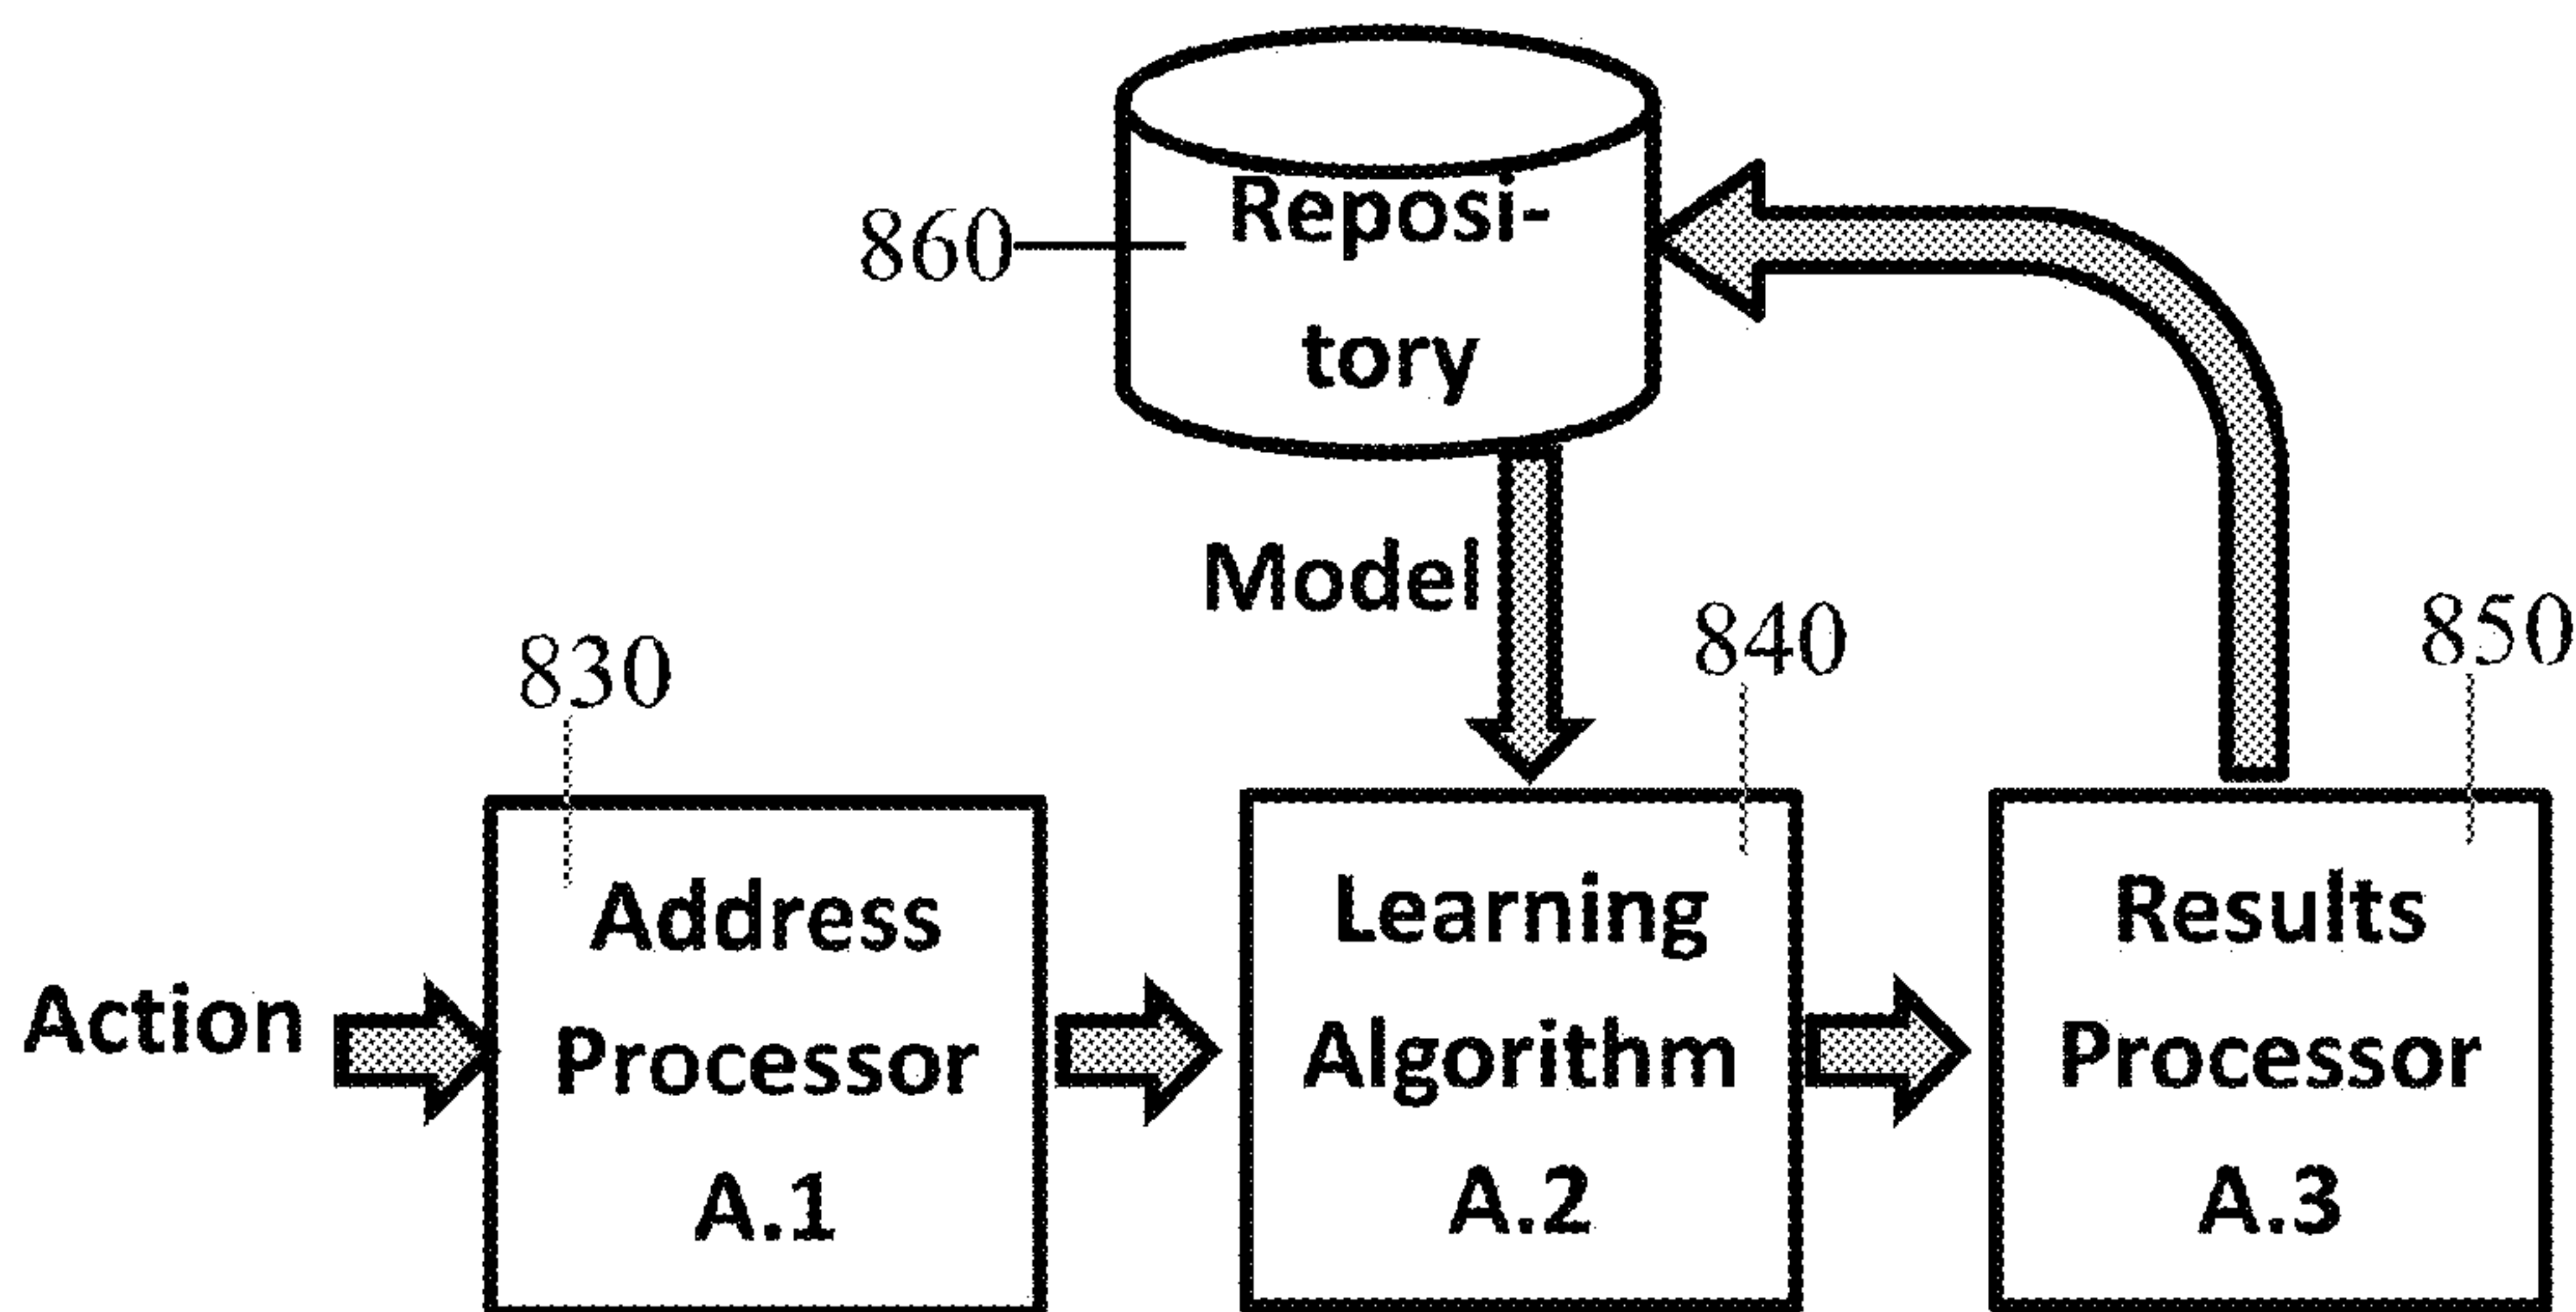 860
Reposi-
tory
Model
830
840
850
Action
Address
Processor
A.1
Learning
Algorithm
A.2
Results
Processor
A.3